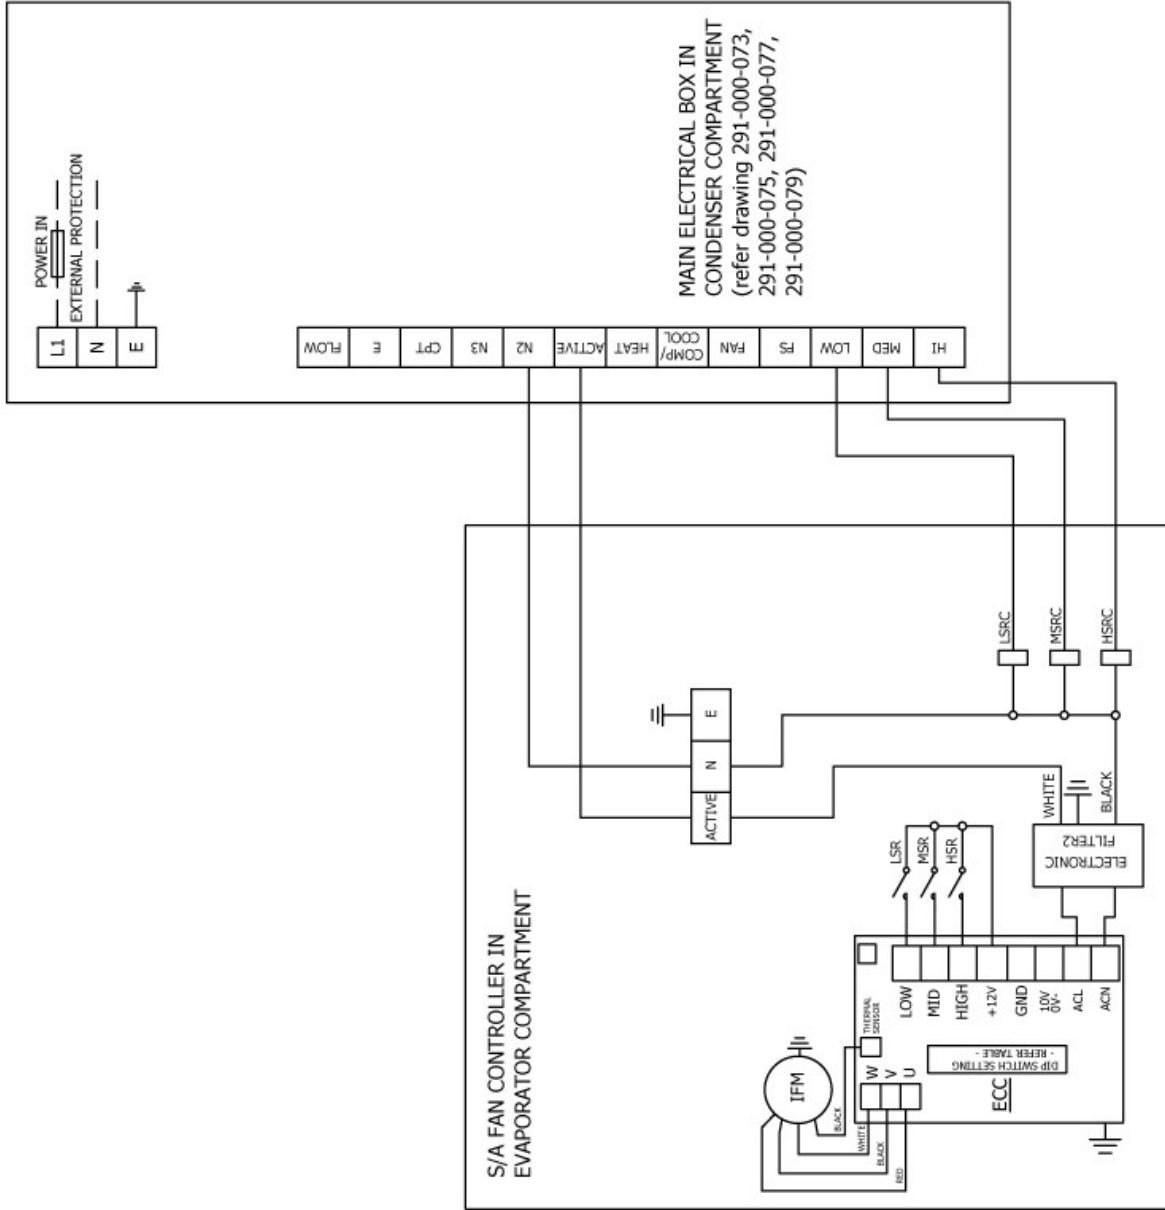 POWER IN
EXTERNAL PROTECTION
L1
N
E
MAIN ELECTRICAL BOX IN
CONDENSER COMPARTMENT
(refer drawing 291-000-073,
291-000-075, 291-000-077,
291-000-079)
FLOW
E
CPT
N3
N2
ACTIVE
HEAT
COMP/
COOL
FAN
FS
LOW
MED
HI
S/A FAN CONTROLLER IN
EVAPORATOR COMPARTMENT
ACTIVE
N
E
LSRC
MSRC
HSRC
WHITE
BLACK
ELECTRONIC
FILTER2
LSR
MSR
HSR
LOW
MID
HIGH
+12V
GND
10V
0V-
ACL
ACN
THERMAL
SENSOR
W
V
U
DIP SWITCH SETTING
- REFER TABLE -
ECC
IFM
BLACK
WHITE
BLACK
RED